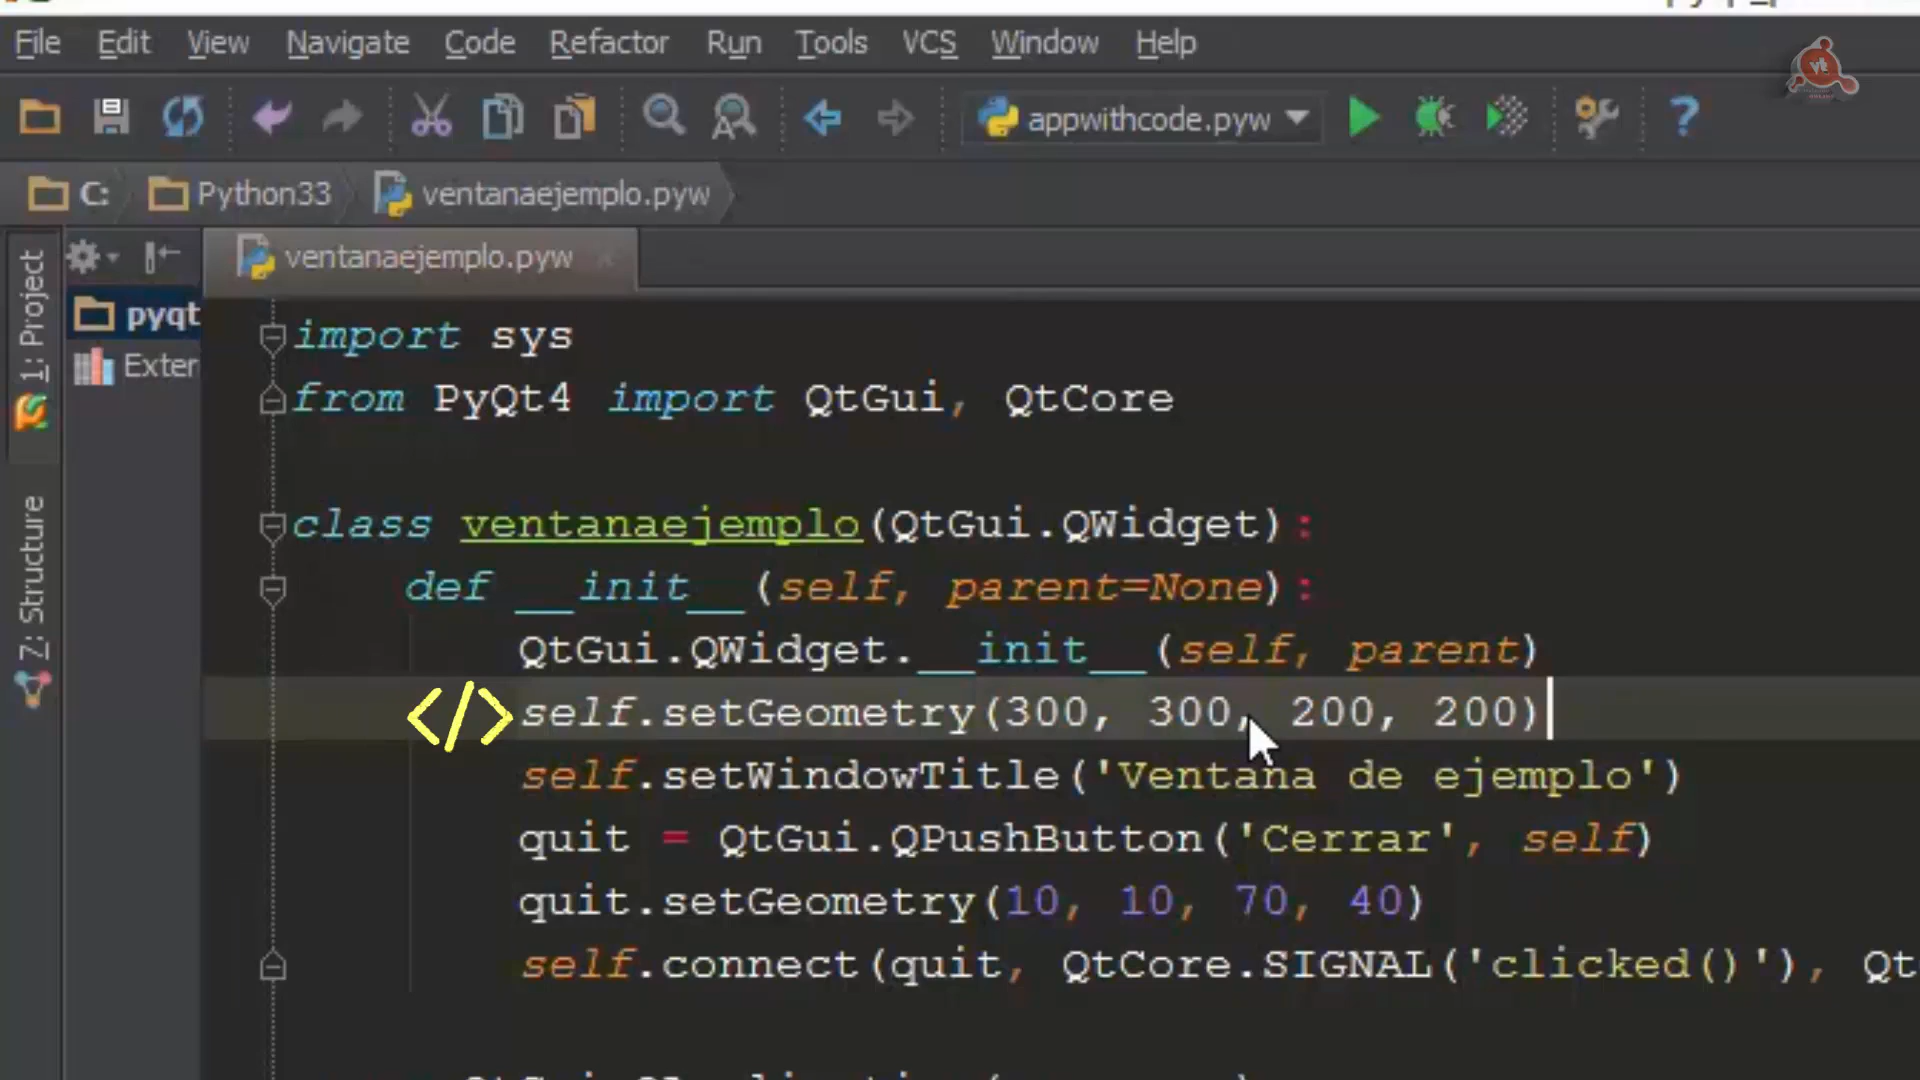 File Edit View Navigate Code Refactor Run Tools VCS Window Help
vt
appwithcode.pyw
C: Python33 ventanaejemplo.pyw
ventanaejemplo.pyw
1: Project
pyqt
Exter
7: Structure
import sys
from PyQt4 import QtGui, QtCore
class ventanaejemplo(QtGui.QWidget):
def __init__(self, parent=None):
QtGui.QWidget.__init__(self, parent)
</>self.setGeometry(300, 300, 200, 200)
self.setWindowTitle('Ventana de ejemplo')
quit = QtGui.QPushButton('Cerrar', self)
quit.setGeometry(10, 10, 70, 40)
self.connect(quit, QtCore.SIGNAL('clicked()'), Qt